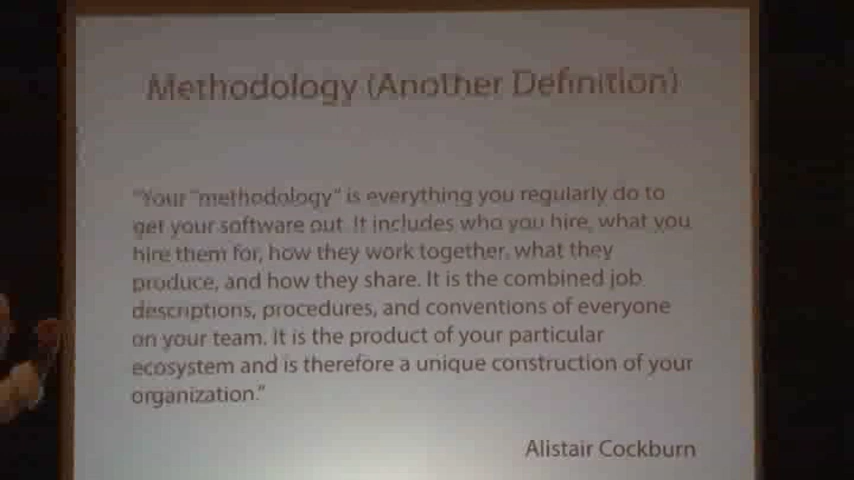 Methodology (Another Definition)
"Your "methodology" is everything you regularly do to
get your software out. It includes who you hire, what you
hire them for, how they work together, what they
produce, and how they share. It is the combined job
descriptions, procedures, and conventions of everyone
on your team. It is the product of your particular
ecosystem and is therefore a unique construction of your
organization."
Alistair Cockburn